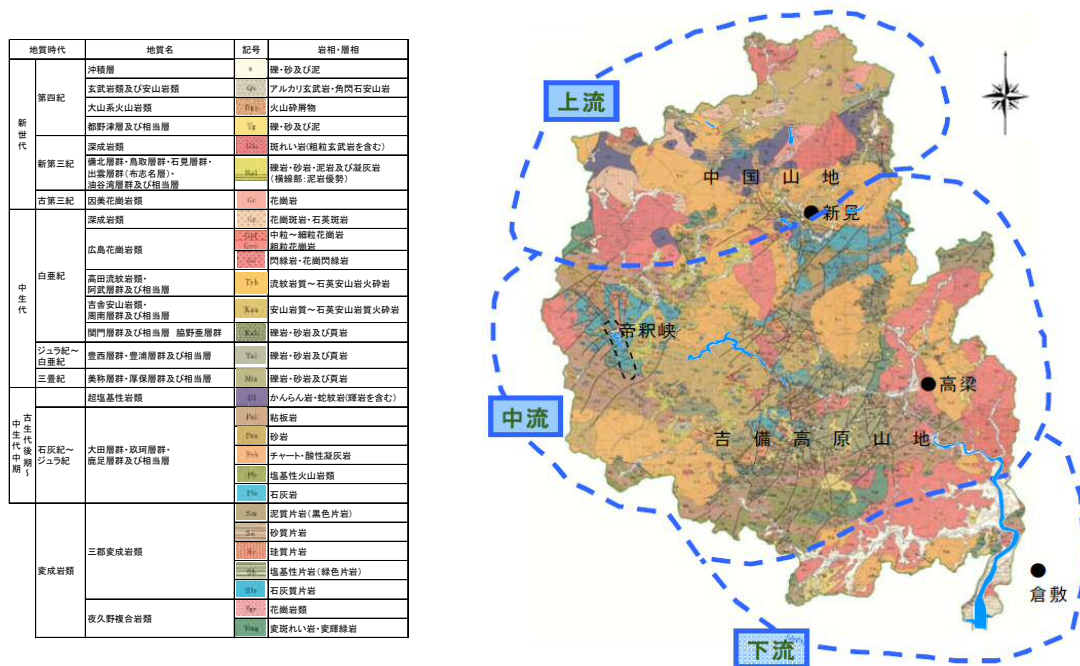 地質時代 地質名 記号 岩相・層相
新世代
第四紀
沖積層 a 礫・砂及び泥
玄武岩類及び安山岩類 アルカリ玄武岩・角閃石安山岩
大山系火山岩類 火山砕屑物
都野津層及び相当層 Tg 礫・砂及び泥
新第三紀
深成岩類 斑れい岩(粗粒玄武岩を含む)
備北層群・鳥取層群・石見層群・
出雲層群(布志名層)・
油谷湾層群及び相当層
礫岩・砂岩・泥岩及び凝灰岩
(横線部:泥岩優勢)
古第三紀 因美花崗岩類 花崗岩
中生代
白亜紀
深成岩類 Gp 花崗斑岩・石英斑岩
広島花崗岩類
中粒〜細粒花崗岩
粗粒花崗岩
閃緑岩・花崗閃緑岩
高田流紋岩類・
阿武層群及び相当層
Trh 流紋岩質〜石英安山岩火砕岩
吉舎安山岩類・
周南層群及び相当層
Kan 安山岩質〜石英安山岩質火砕岩
関門層群及び相当層 脇野亜層群 礫岩・砂岩及び頁岩
ジュラ紀〜
白亜紀
豊西層群・豊浦層群及び相当層 礫岩・砂岩及び頁岩
三畳紀 美祢層群・厚保層群及び相当層 Min 礫岩・砂岩及び頁岩
古生代後期〜
中生代中期
超塩基性岩類 Ul かんらん岩・蛇紋岩(輝岩を含む)
石灰紀〜
ジュラ紀
大田層群・玖珂層群・
鹿足層群及び相当層
粘板岩
砂岩
チャート・酸性凝灰岩
塩基性火山岩類
石灰岩
変成岩類
三郡変成岩類
泥質片岩(黒色片岩)
砂質片岩
珪質片岩
塩基性片岩(緑色片岩)
石灰質片岩
夜久野複合岩類
花崗岩類
変斑れい岩・変輝緑岩
上流
中国山地
新見
帝釈峡
高梁
中流
吉備高原山地
倉敷
下流